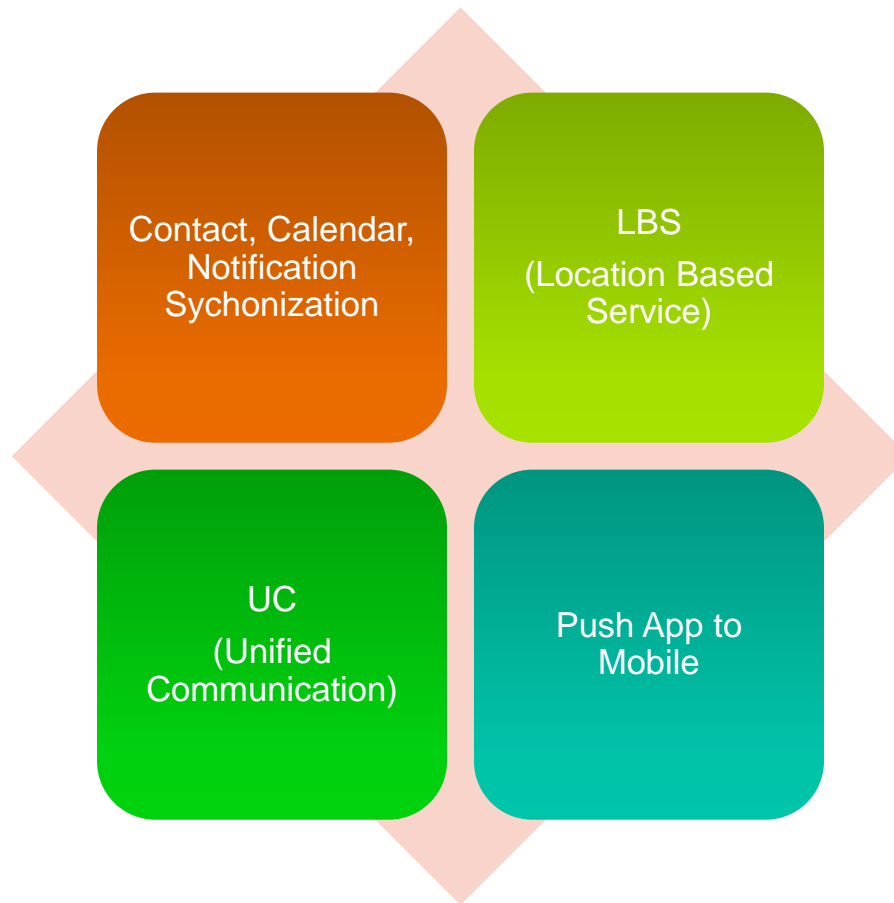 Contact, Calendar,
Notification
Sychonization
LBS
(Location Based
Service)
UC
(Unified
Communication)
Push App to
Mobile